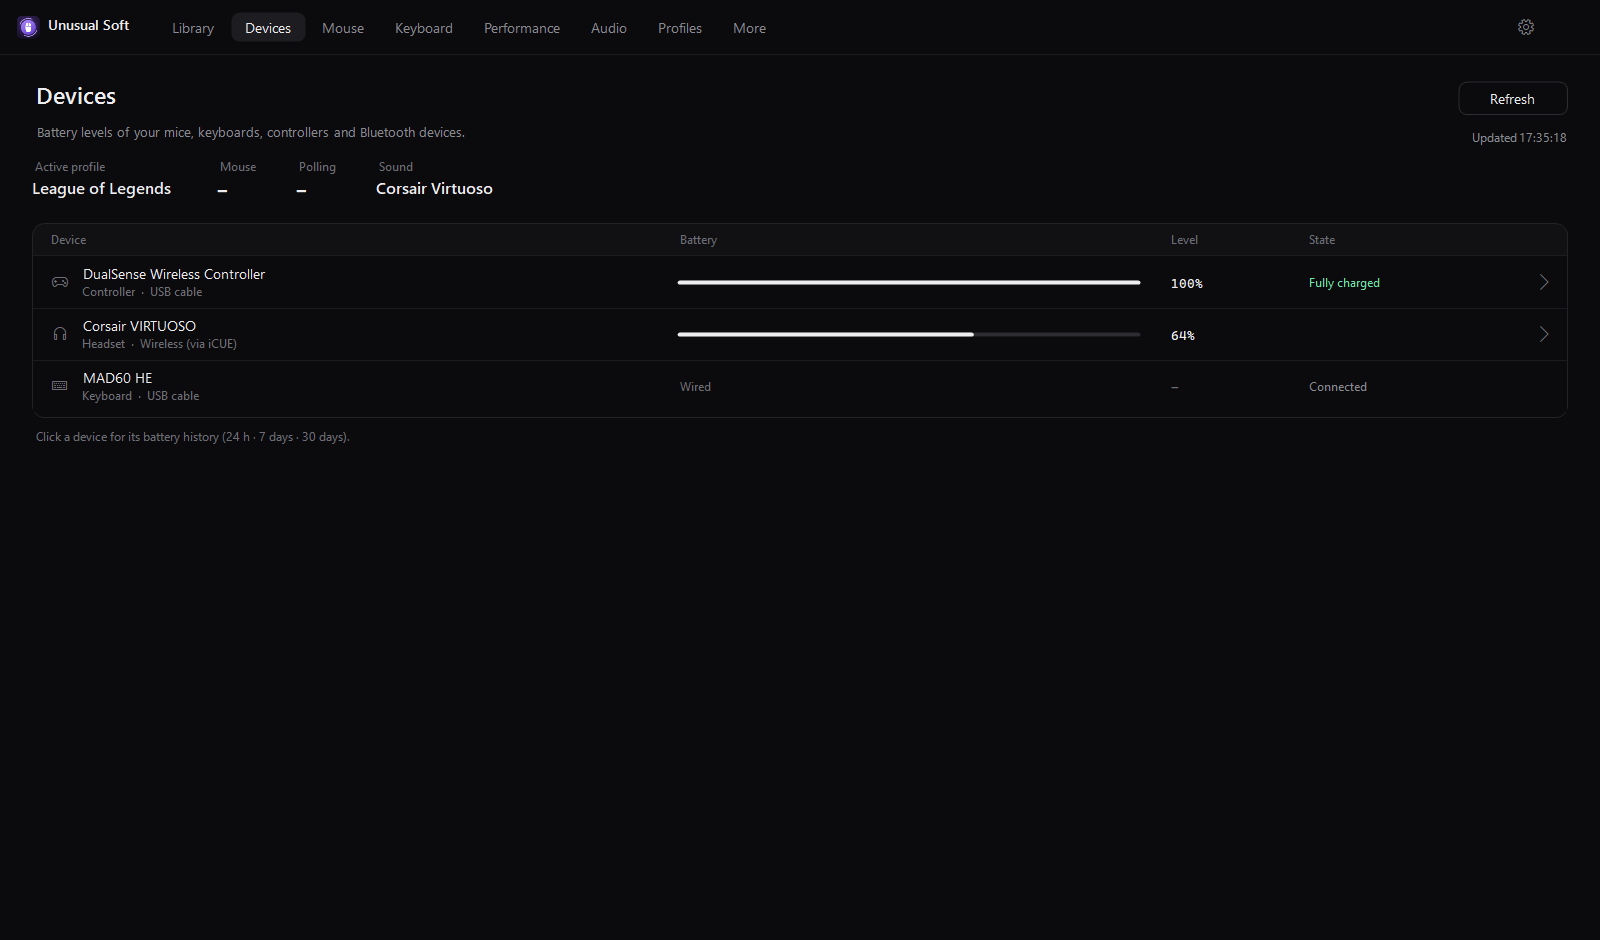 Unusual Soft
Library
Devices
Mouse
Keyboard
Performance
Audio
Profiles
More
Devices
Refresh
Battery levels of your mice, keyboards, controllers and Bluetooth devices.
Updated 17:35:18
Active profile
Mouse
Polling
Sound
League of Legends
–
–
Corsair Virtuoso
Device
Battery
Level
State
DualSense Wireless Controller
Controller · USB cable
100%
Fully charged
Corsair VIRTUOSO
Headset · Wireless (via iCUE)
64%
MAD60 HE
Keyboard · USB cable
Wired
–
Connected
Click a device for its battery history (24 h · 7 days · 30 days).